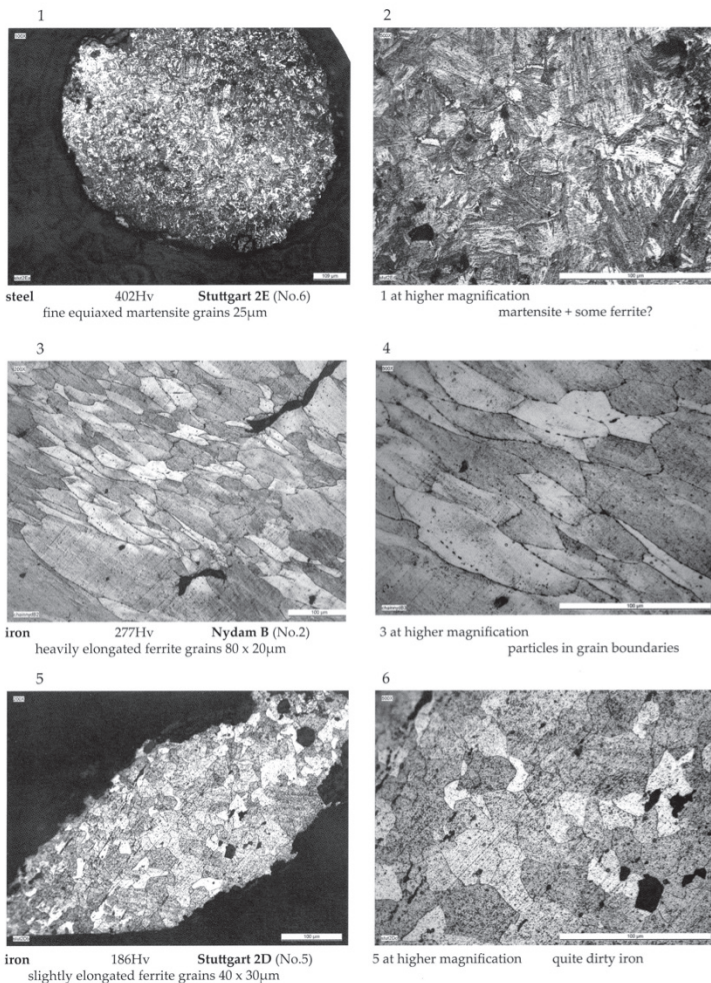 1
2
100 µm
100 µm
steel 402Hv Stuttgart 2E (No.6)
fine equiaxed martensite grains 25µm
1 at higher magnification
martensite + some ferrite?
3
4
100 µm
100 µm
iron 277Hv Nydam B (No.2)
heavily elongated ferrite grains 80 x 20µm
3 at higher magnification
particles in grain boundaries
5
6
100 µm
100 µm
iron 186Hv Stuttgart 2D (No.5)
slightly elongated ferrite grains 40 x 30µm
5 at higher magnification quite dirty iron